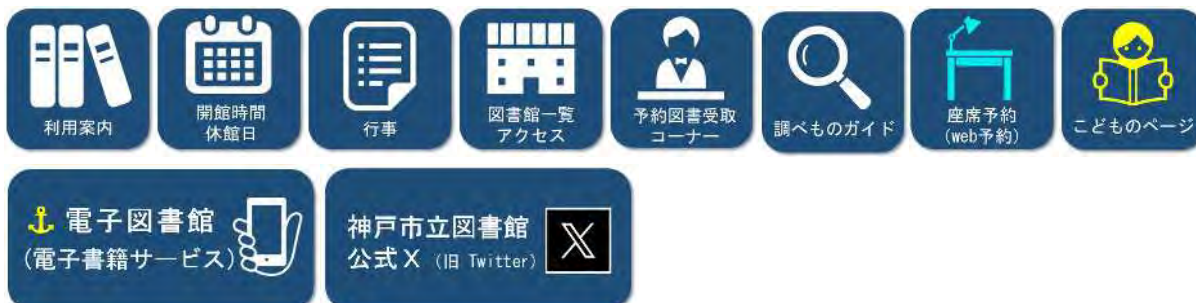 利用案内
開館時間
休館日
行事
図書館一覧
アクセス
予約図書受取
コーナー
調べものガイド
座席予約
(web予約)
こどものページ
電子図書館
(電子書籍サービス)
神戸市立図書館
公式X (旧 Twitter)